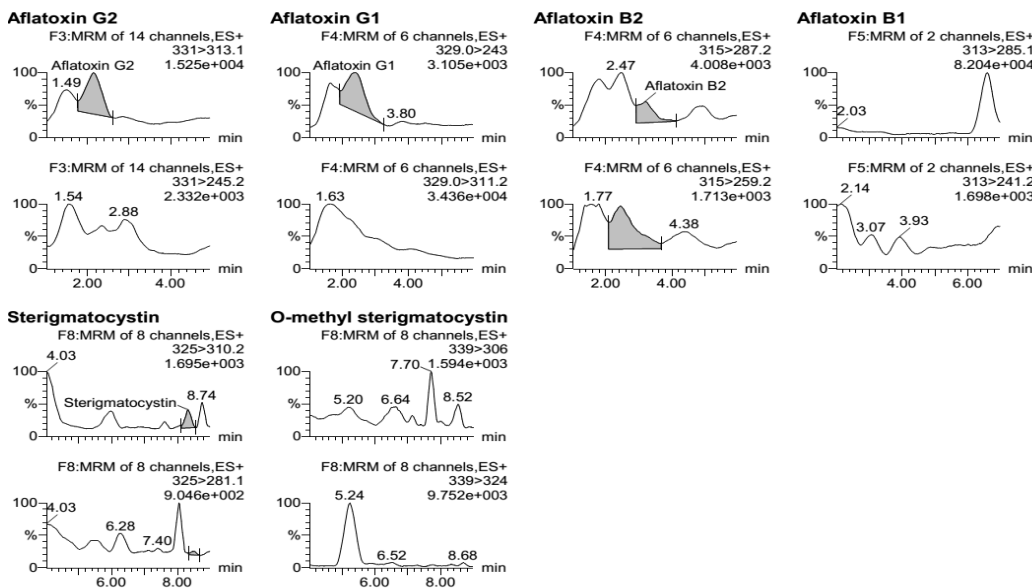 Aflatoxin G2
F3:MRM of 14 channels,ES+
331>313.1
1.525e+004
Aflatoxin G2
1.49
100
%
0
min
F3:MRM of 14 channels,ES+
331>245.2
2.332e+003
1.54
2.88
100
%
0
min
2.00
4.00
Aflatoxin G1
F4:MRM of 6 channels,ES+
329.0>243
3.105e+003
Aflatoxin G1
3.80
100
%
0
min
F4:MRM of 6 channels,ES+
329.0>311.2
3.436e+004
1.63
100
%
0
min
2.00
4.00
Aflatoxin B2
F4:MRM of 6 channels,ES+
315>287.2
4.008e+003
2.47
Aflatoxin B2
100
%
0
min
F4:MRM of 6 channels,ES+
315>259.2
1.713e+003
1.77
4.38
100
%
0
min
2.00
4.00
Aflatoxin B1
F5:MRM of 2 channels,ES+
313>285.1
8.204e+004
2.03
100
%
0
min
F5:MRM of 2 channels,ES+
313>241.2
1.698e+003
2.14
3.07
3.93
100
%
0
min
4.00
6.00
Sterigmatocystin
F8:MRM of 8 channels,ES+
325>310.2
1.695e+003
4.03
Sterigmatocystin
8.74
100
%
0
min
F8:MRM of 8 channels,ES+
325>281.1
9.046e+002
4.03
6.28
7.40
100
%
0
min
6.00
8.00
O-methyl sterigmatocystin
F8:MRM of 8 channels,ES+
339>306
7.70
1.594e+003
5.20
6.64
8.52
100
%
0
min
F8:MRM of 8 channels,ES+
339>324
9.752e+003
5.24
6.52
8.68
100
%
0
min
6.00
8.00